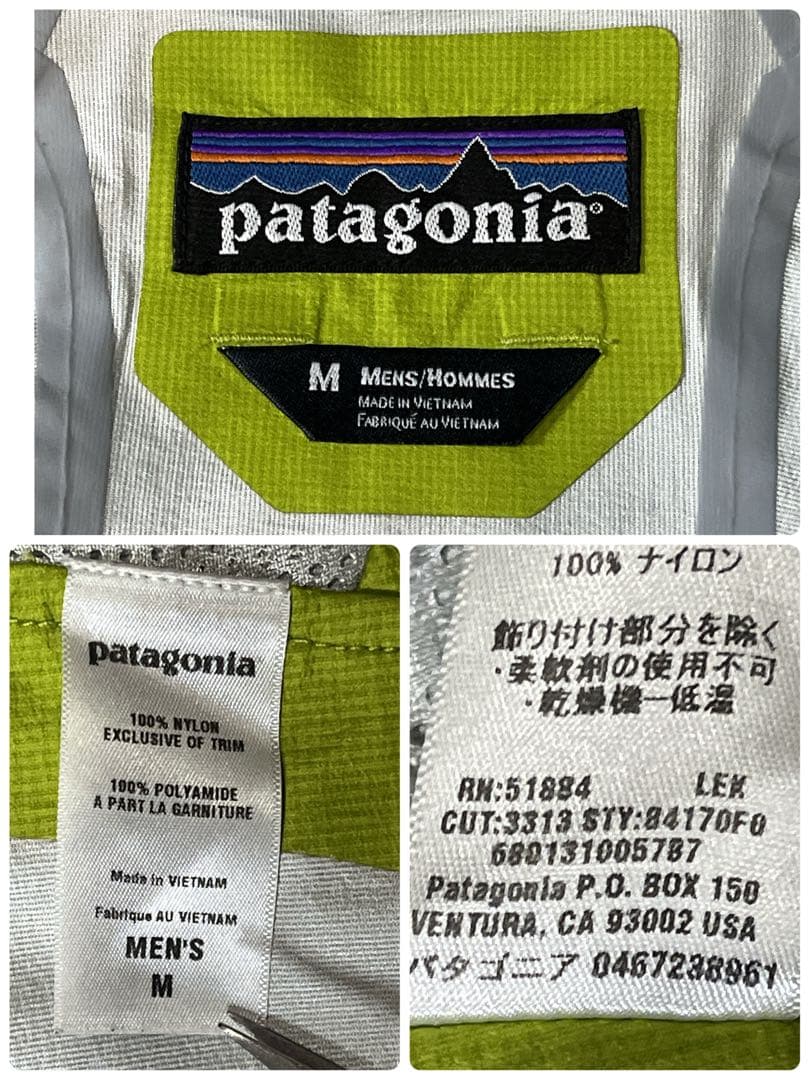 patagonia®
M MENS/HOMMES
MADE IN VIETNAM
FABRIQUÉ AU VIETNAM
patagonia
100% NYLON
EXCLUSIVE OF TRIM
100% POLYAMIDE
A PART LA GARNITURE
Made in VIETNAM
Fabrique AU VIETNAM
MEN'S
M
100% ナイロン
飾り付け部分を除く
·柔軟剤の使用不可
·乾燥機一低温
RN:51884 LEK
CUT:3313 STY:84170F0
680131005787
Patagonia P.O. BOX 150
VENTURA, CA 93002 USA
パタゴニア 0467238961